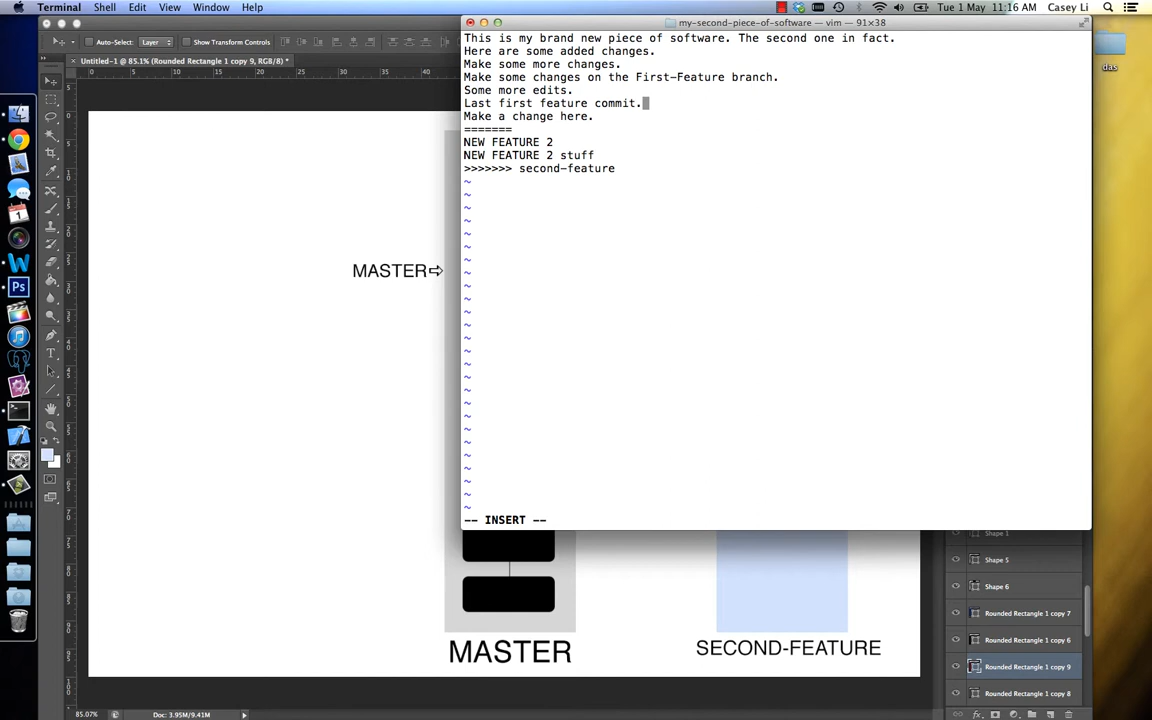 Terminal Shell Edit View Window Help
Tue 1 May 11:16 AM Casey Li
my-second-piece-of-software — vim — 91×38
Auto-Select: Layer Show Transform Controls
Untitled-1 @ 85.1% (Rounded Rectangle 1 copy 9, RGB/8) *
This is my brand new piece of software. The second one in fact.
Here are some added changes.
Make some more changes.
Make some changes on the First-Feature branch.
Some more edits.
Last first feature commit.
Make a change here.
=======
NEW FEATURE 2
NEW FEATURE 2 stuff
>>>>>>> second-feature
-- INSERT --
das
MASTER⇨
MASTER
SECOND-FEATURE
Shape 1
Shape 5
Shape 6
Rounded Rectangle 1 copy 7
Rounded Rectangle 1 copy 6
Rounded Rectangle 1 copy 9
Rounded Rectangle 1 copy 8
85.07% Doc: 3.95M/9.41M